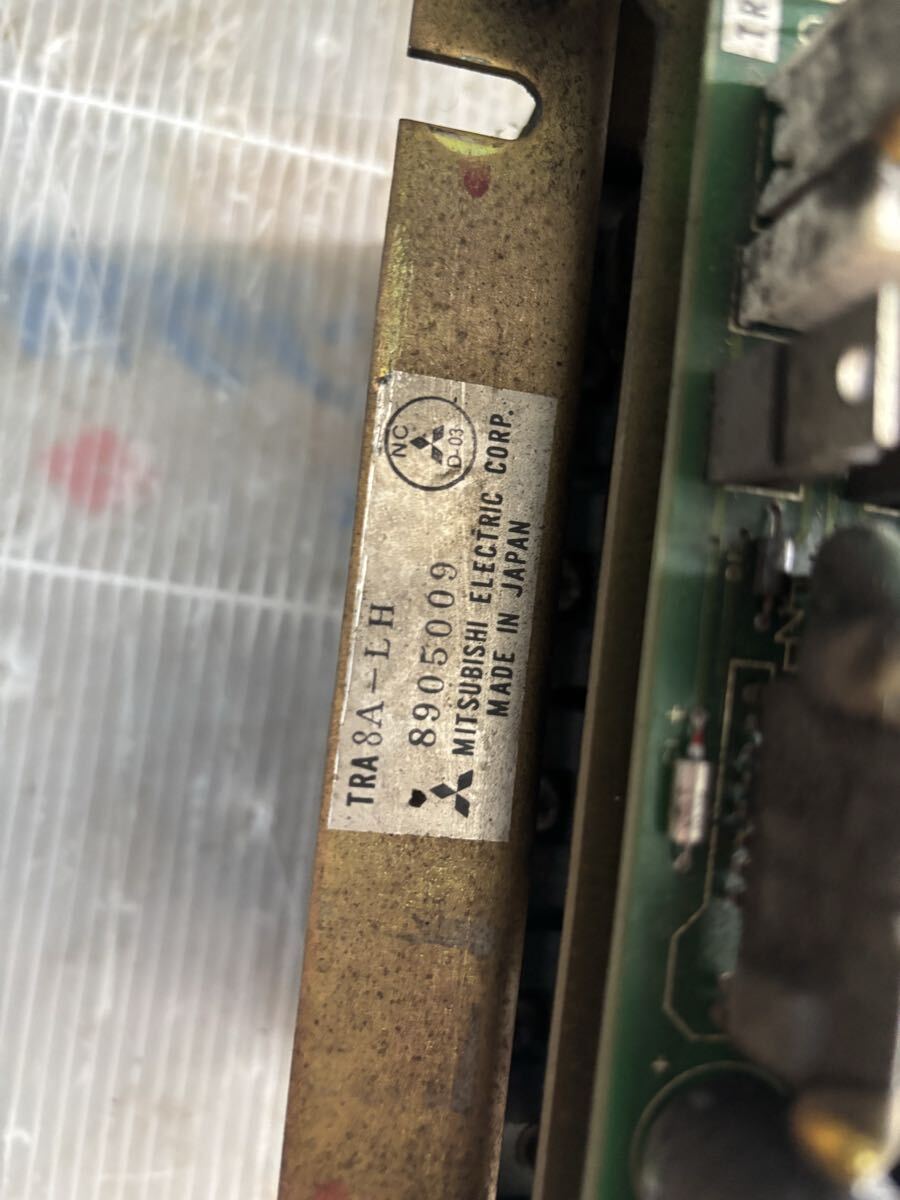 TRA8A-LH
8905009
MITSUBISHI ELECTRIC CORP.
MADE IN JAPAN
NC
D-03